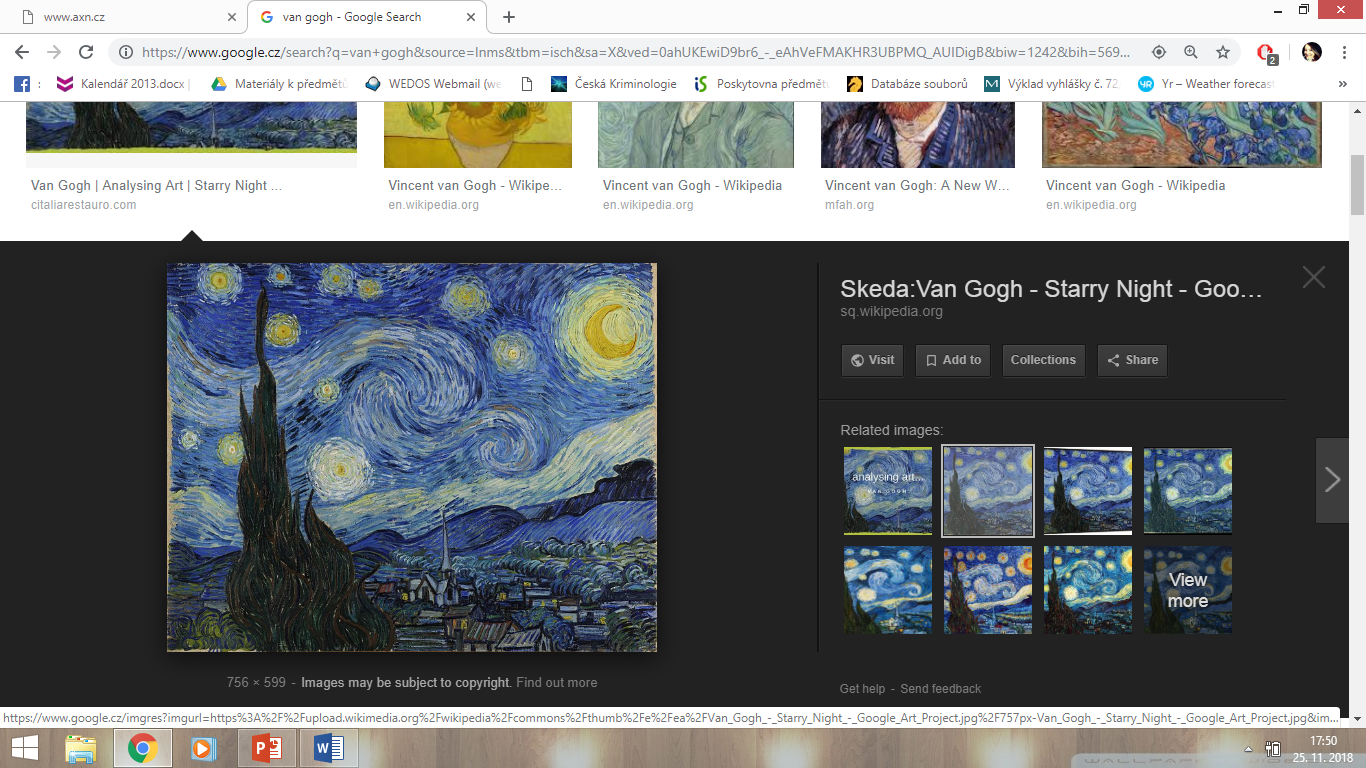 www.axn.cz
van gogh - Google Search
https://www.google.cz/search?q=van+gogh&source=lnms&tbm=isch&sa=X&ved=0ahUKEwiD9br6_-_eAhVeFMAKHR3UBPMQ_AUIDigB&biw=1242&bih=569...
2
Kalendář 2013.docx
Materiály k předmětu
WEDOS Webmail (we
Česká Kriminologie
Poskytovna předmětu
Databáze souborů
Výklad vyhlášky č. 72
Yr – Weather forecast
Van Gogh | Analysing Art | Starry Night ...
citaliarestauro.com
Vincent van Gogh - Wikipe...
en.wikipedia.org
Vincent van Gogh - Wikipedia
en.wikipedia.org
Vincent van Gogh: A New W...
mfah.org
Vincent van Gogh - Wikipedia
en.wikipedia.org
Skeda:Van Gogh - Starry Night - Goo...
sq.wikipedia.org
Visit
Add to
Collections
Share
Related images:
analysing art...
VAN GOGH
View
more
756 × 599 - Images may be subject to copyright. Find out more
Get help - Send feedback
https://www.google.cz/imgres?imgurl=https%3A%2F%2Fupload.wikimedia.org%2Fwikipedia%2Fcommons%2Fthumb%2Fe%2Fea%2FVan_Gogh_-_Starry_Night_-_Google_Art_Project.jpg%2F757px-Van_Gogh_-_Starry_Night_-_Google_Art_Project.jpg&im...
17:50
25. 11. 2018